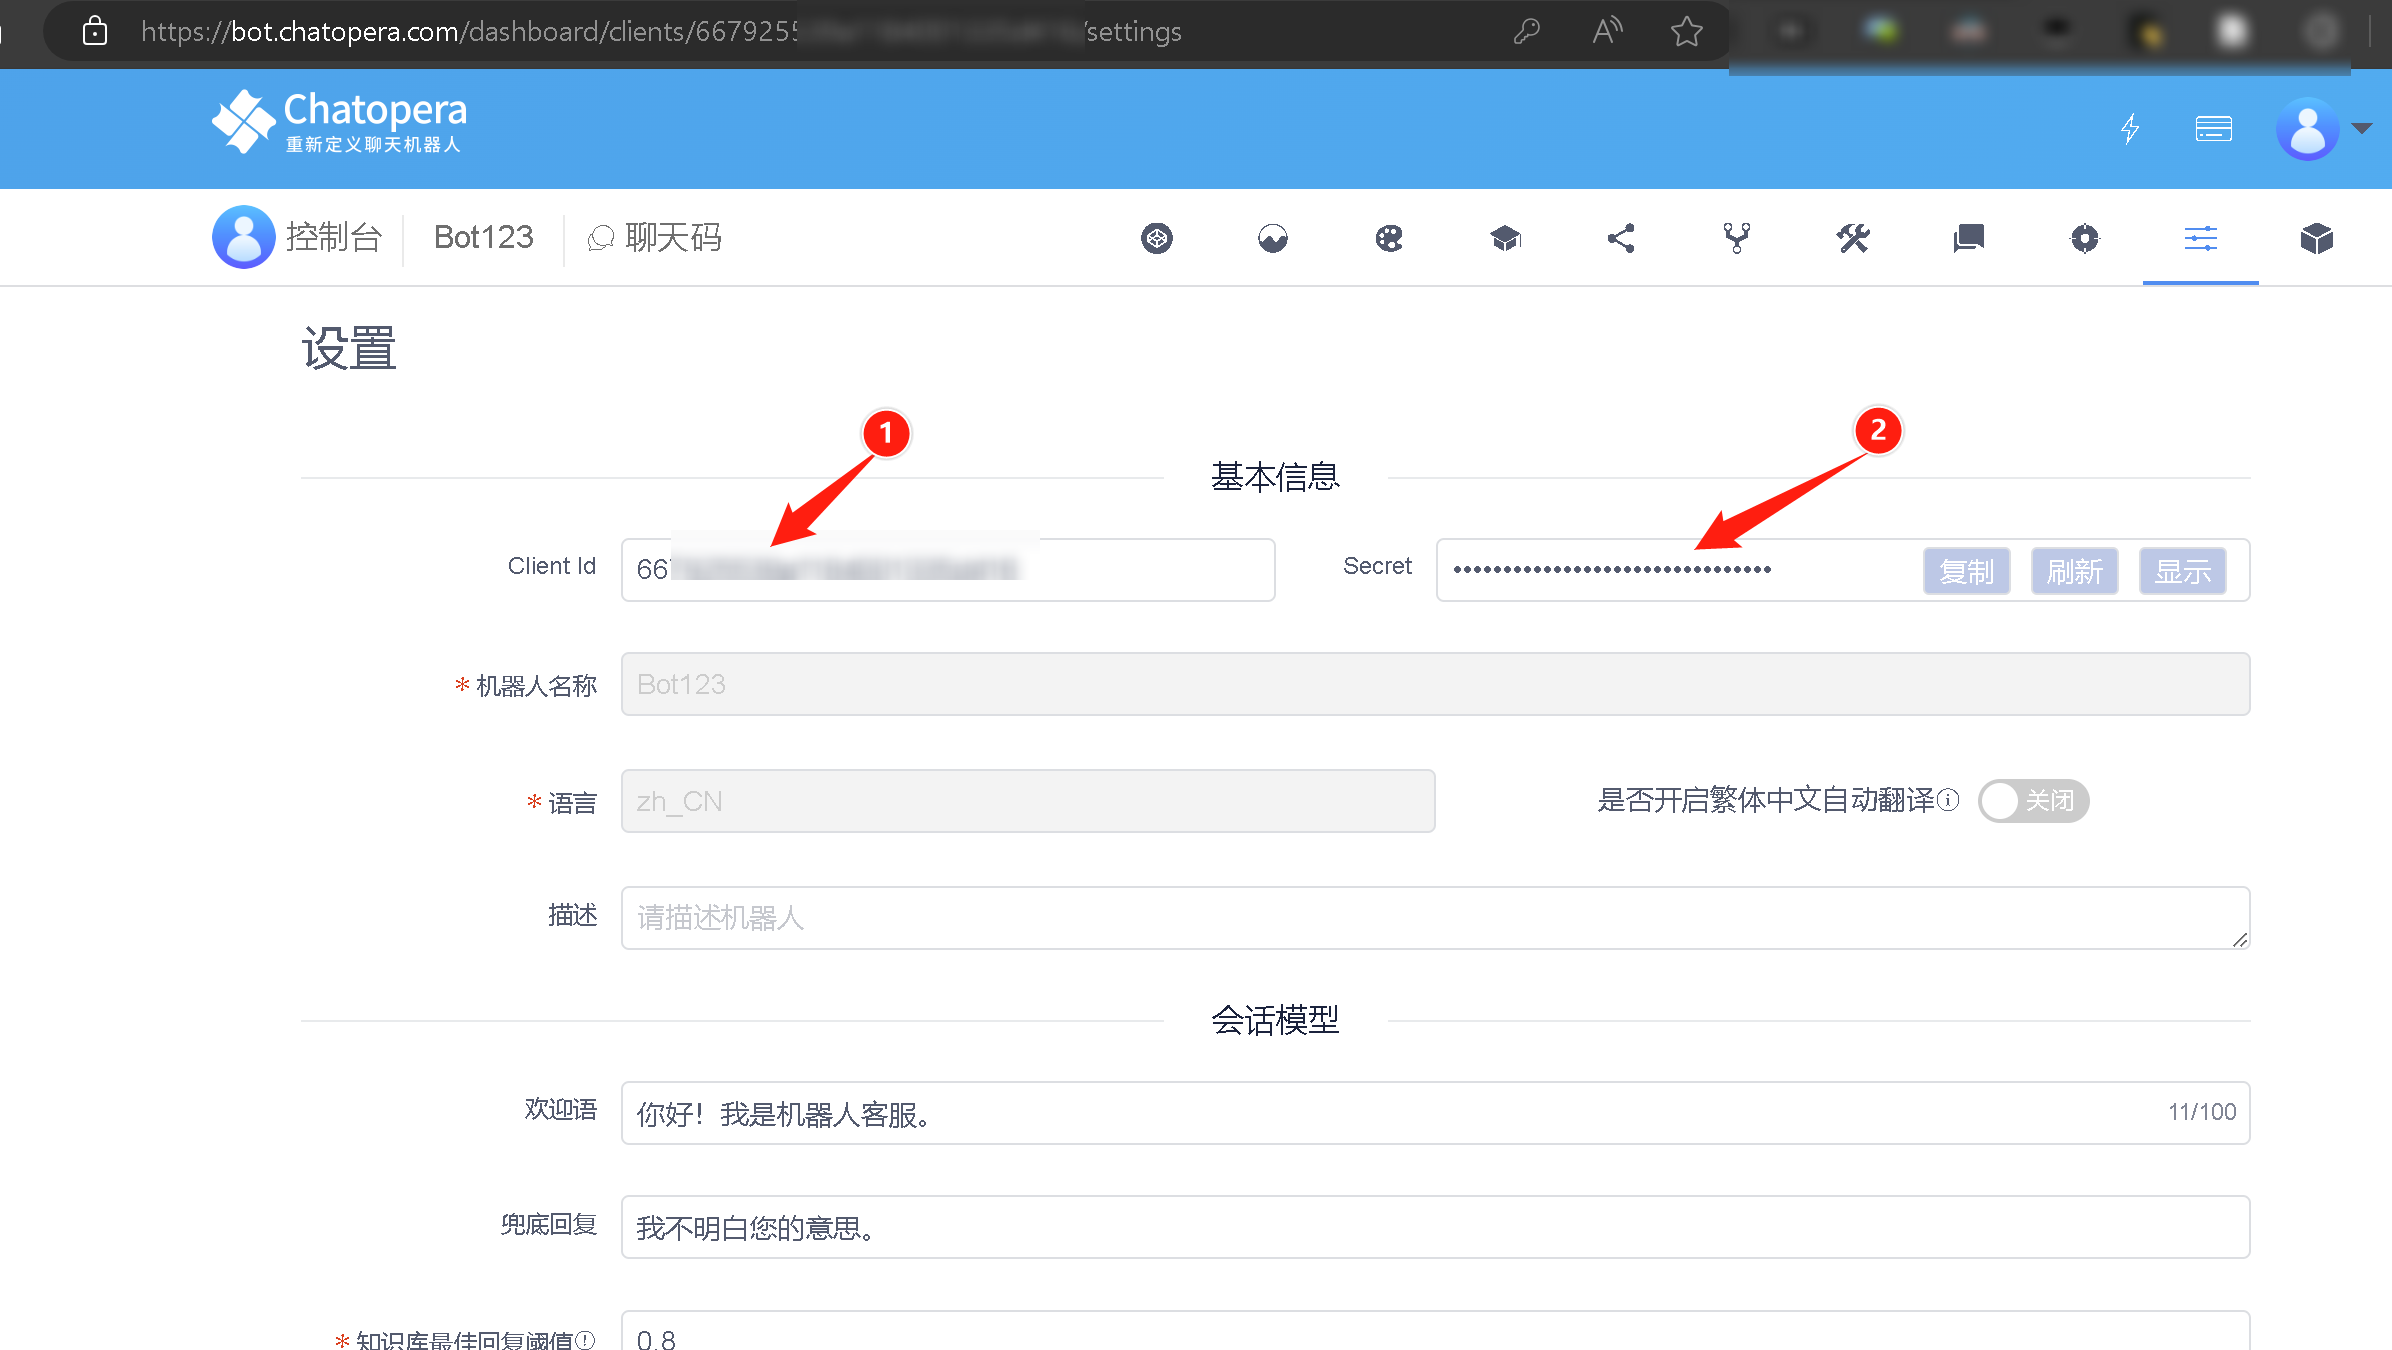 https://bot.chatopera.com/dashboard/clients/667925 /settings
Chatopera
重新定义聊天机器人
控制台
Bot123
聊天码
设置
1
2
基本信息
Client Id
66
Secret
••••••••••••••••••••••••••••••••
复制
刷新
显示
* 机器人名称
Bot123
* 语言
zh_CN
是否开启繁体中文自动翻译
关闭
描述
请描述机器人
会话模型
欢迎语
你好！我是机器人客服。
11/100
兜底回复
我不明白您的意思。
* 知识库最佳回复阈值
0.8